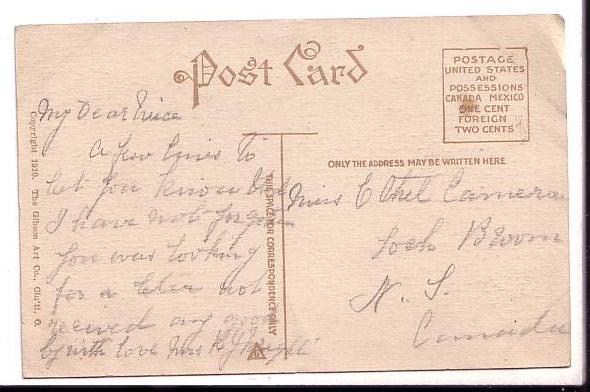 Post Card
POSTAGE
UNITED STATES
AND
POSSESSIONS
CANADA MEXICO
ONE CENT
FOREIGN
TWO CENTS
ONLY THE ADDRESS MAY BE WRITTEN HERE
THIS SPACE FOR CORRESPONDENCE ONLY
Copyright 1910. The Gibson Art Co., Cin'ti, O.
My Dear
A few lines to
let you know that
I have not
you was looking
for a letter not
received any
with love Mrs
Miss Ethel Cameron
Loch Broom
N. S.
Canada